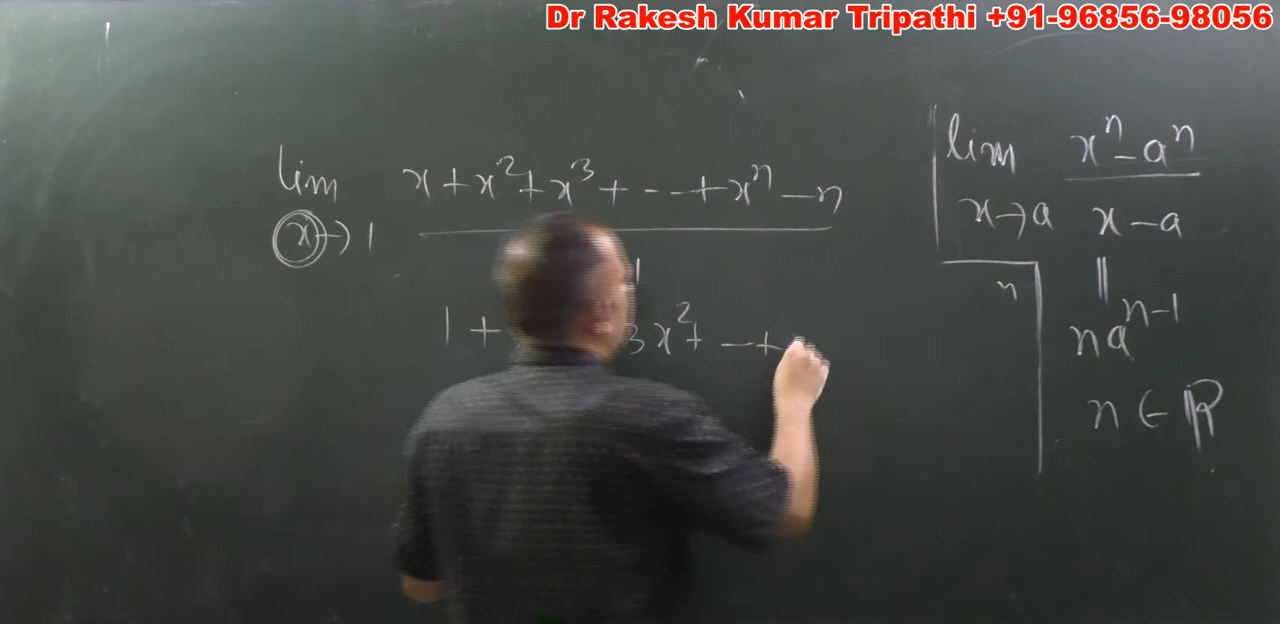 Dr Rakesh Kumar Tripathi +91-96856-98056
lim x + x² + x³ + - - + xⁿ - n
x → 1
1
1 + 3x² + - +
lim xⁿ - aⁿ
x → a x - a
n ||
naⁿ⁻¹
n ∈ ℝ